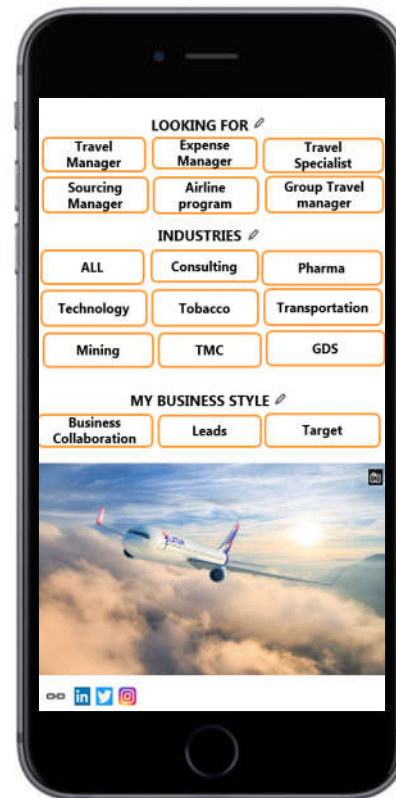 LOOKING FOR
Travel Manager
Expense Manager
Travel Specialist
Sourcing Manager
Airline program
Group Travel manager
INDUSTRIES
ALL
Consulting
Pharma
Technology
Tobacco
Transportation
Mining
TMC
GDS
MY BUSINESS STYLE
Business Collaboration
Leads
Target
in